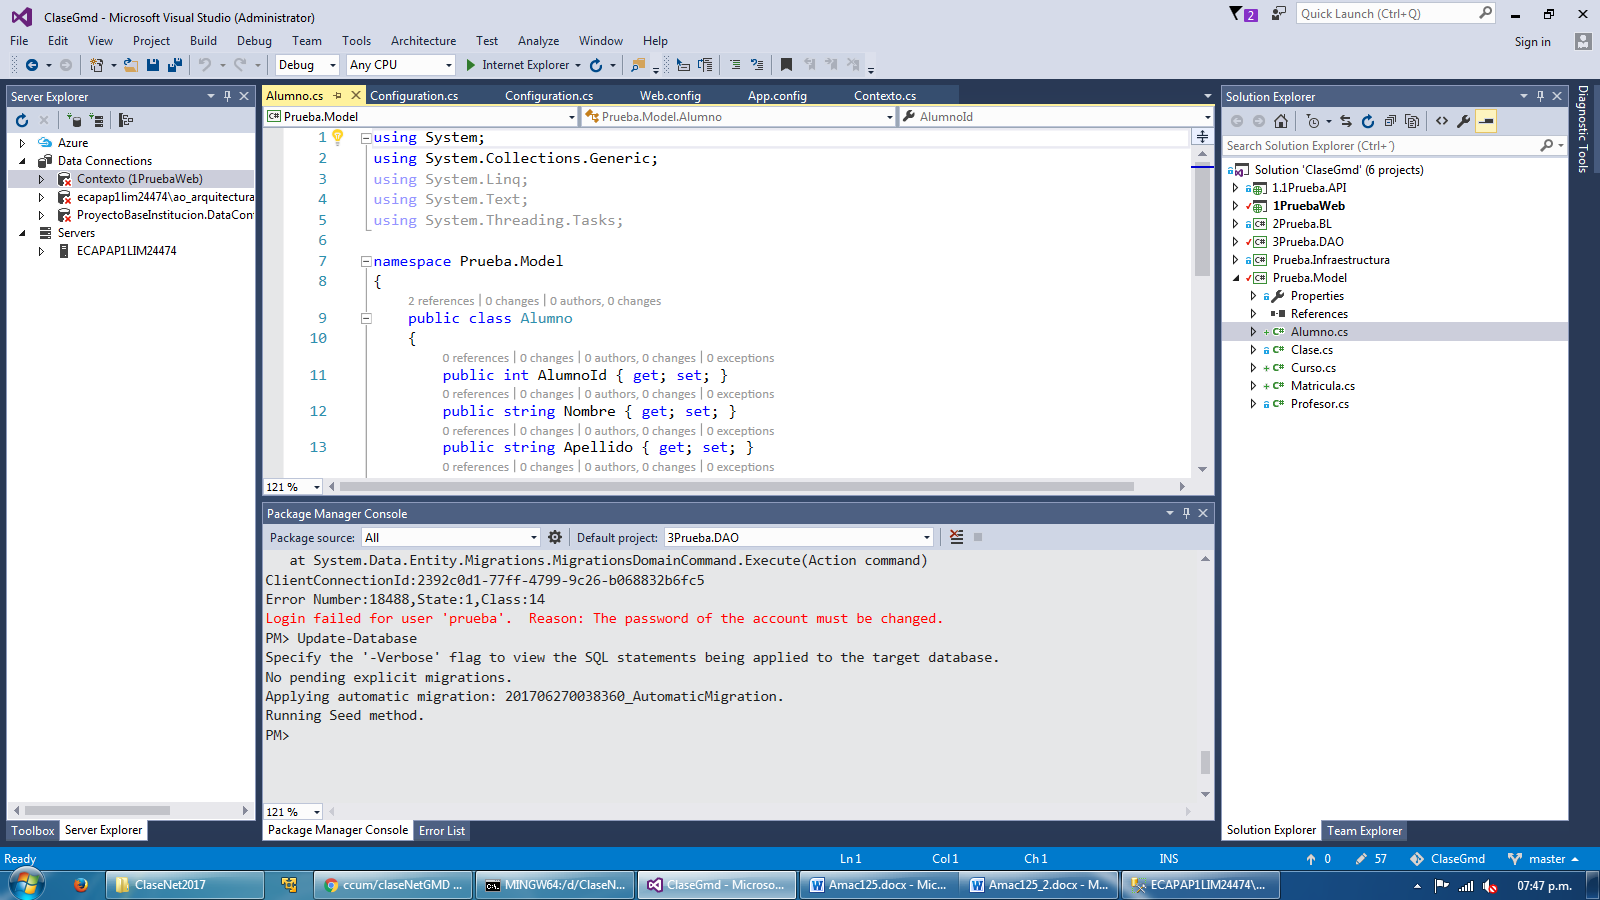 ClaseGmd - Microsoft Visual Studio (Administrator)
2
Quick Launch (Ctrl+Q)
File Edit View Project Build Debug Team Tools Architecture Test Analyze Window Help
Sign in
Debug
Any CPU
Internet Explorer
Server Explorer
Azure
Data Connections
Contexto (1PruebaWeb)
ecapap1lim24474\ao_arquitectura
ProyectoBaseInstitucion.DataCon
Servers
ECAPAP1LIM24474
Toolbox
Server Explorer
Alumno.cs
Configuration.cs
Configuration.cs
Web.config
App.config
Contexto.cs
Prueba.Model
Prueba.Model.Alumno
AlumnoId
1 using System;
2 using System.Collections.Generic;
3 using System.Linq;
4 using System.Text;
5 using System.Threading.Tasks;
6
7 namespace Prueba.Model
8 {
2 references | 0 changes | 0 authors, 0 changes
9 public class Alumno
10 {
0 references | 0 changes | 0 authors, 0 changes | 0 exceptions
11 public int AlumnoId { get; set; }
0 references | 0 changes | 0 authors, 0 changes | 0 exceptions
12 public string Nombre { get; set; }
0 references | 0 changes | 0 authors, 0 changes | 0 exceptions
13 public string Apellido { get; set; }
0 references | 0 changes | 0 authors, 0 changes | 0 exceptions
121 %
Package Manager Console
Package source: All
Default project: 3Prueba.DAO
at System.Data.Entity.Migrations.MigrationsDomainCommand.Execute(Action command)
ClientConnectionId:2392c0d1-77ff-4799-9c26-b068832b6fc5
Error Number:18488,State:1,Class:14
Login failed for user 'prueba'.  Reason: The password of the account must be changed.
PM> Update-Database
Specify the '-Verbose' flag to view the SQL statements being applied to the target database.
No pending explicit migrations.
Applying automatic migration: 201706270038360_AutomaticMigration.
Running Seed method.
PM>
121 %
Package Manager Console
Error List
Solution Explorer
Search Solution Explorer (Ctrl+´)
Solution 'ClaseGmd' (6 projects)
1.1Prueba.API
1PruebaWeb
2Prueba.BL
3Prueba.DAO
Prueba.Infraestructura
Prueba.Model
Properties
References
Alumno.cs
Clase.cs
Curso.cs
Matricula.cs
Profesor.cs
Solution Explorer
Team Explorer
Diagnostic Tools
Ready
Ln 1
Col 1
Ch 1
INS
0
57
ClaseGmd
master
ClaseNet2017
ccum/claseNetGMD ...
MINGW64:/d/ClaseN...
ClaseGmd - Microso...
Amac125.docx - Mic...
Amac125_2.docx - M...
ECAPAP1LIM24474\...
07:47 p.m.